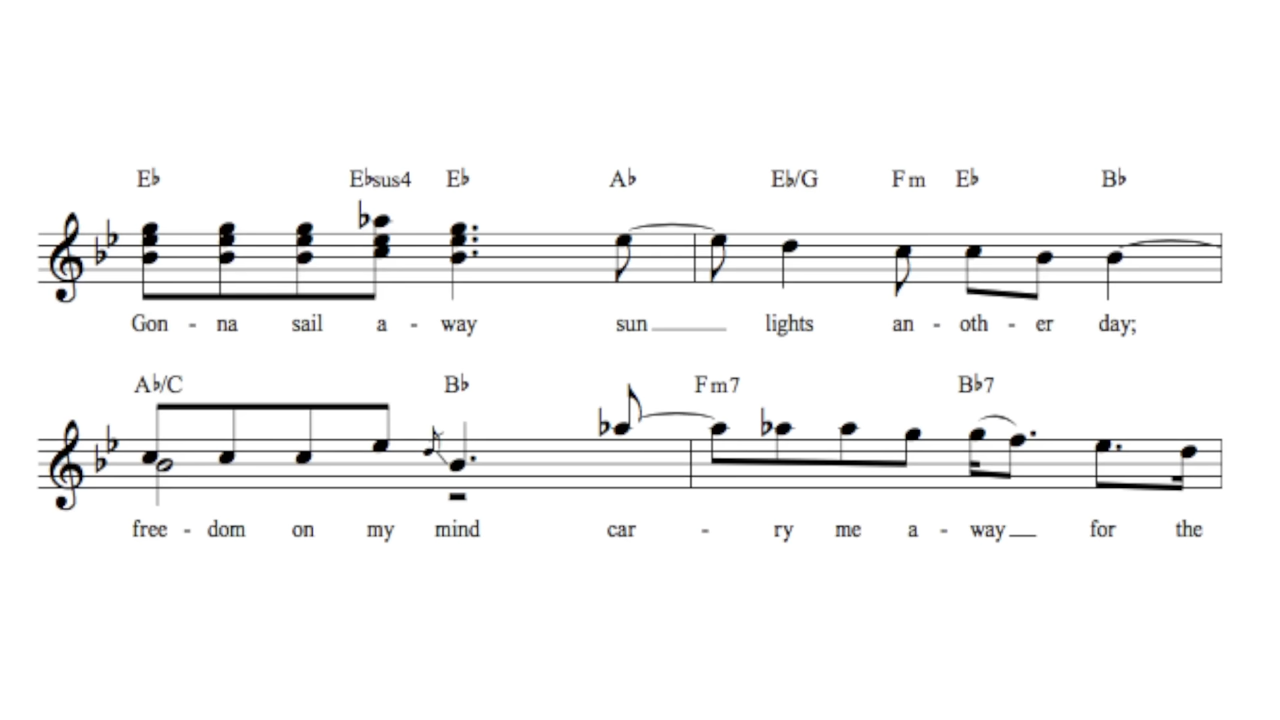 E♭ E♭sus4 E♭ A♭ E♭/G Fm E♭ B♭
Gon - na sail a - way sun lights an - oth - er day;
A♭/C B♭ Fm7 B♭7
free - dom on my mind car - ry me a - way for the